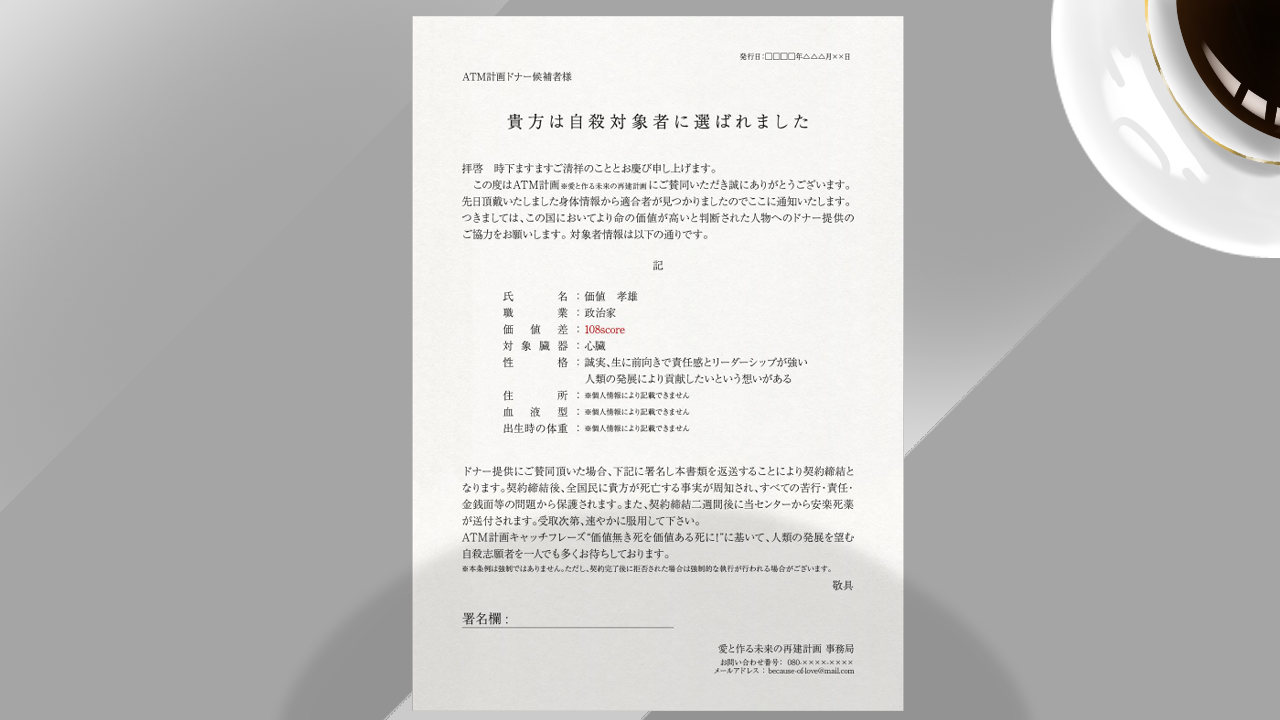 発行日：□□□□年△△△月××日
ATM計画ドナー候補者様
貴方は自殺対象者に選ばれました
拝啓　時下ますますご清祥のこととお慶び申し上げます。
この度はATM計画※愛と作る未来の再建計画にご賛同いただき誠にありがとうございます。
先日頂戴いたしました身体情報から適合者が見つかりましたのでここに通知いたします。
つきましては、この国においてより命の価値が高いと判断された人物へのドナー提供の
ご協力をお願いします。対象者情報は以下の通りです。
記
氏名：価値　孝雄
職業：政治家
価値差：108score
対象臓器：心臓
性格：誠実、生に前向きで責任感とリーダーシップが強い
人類の発展により貢献したいという想いがある
住所：※個人情報により記載できません
血液型：※個人情報により記載できません
出生時の体重：※個人情報により記載できません
ドナー提供にご賛同頂いた場合、下記に署名し本書類を返送することにより契約締結と
なります。契約締結後、全国民に貴方が死亡する事実が周知され、すべての苦行・責任・
金銭面等の問題から保護されます。また、契約締結二週間後に当センターから安楽死薬
が送付されます。受取次第、速やかに服用して下さい。
ATM計画キャッチフレーズ“価値無き死を価値ある死に！”に基いて、人類の発展を望む
自殺志願者を一人でも多くお待ちしております。
※本条例は強制ではありません。ただし、契約完了後に拒否された場合は強制的な執行が行われる場合がございます。
敬具
署名欄：
愛と作る未来の再建計画 事務局
お問い合わせ番号： 080-××××-××××
メールアドレス：because-of-love@mail.com